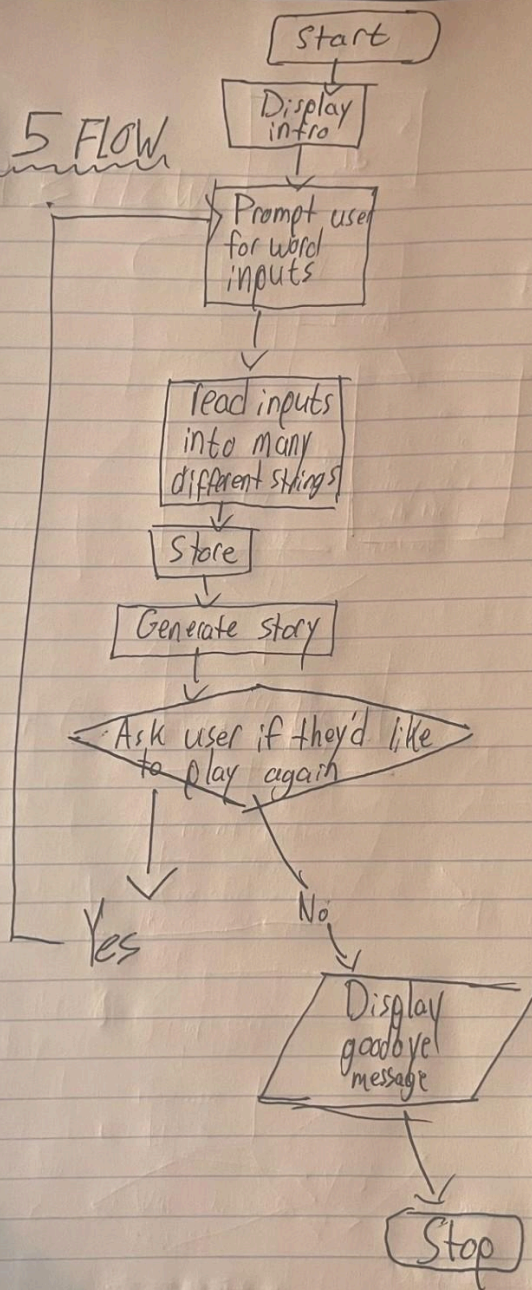 Start
Display
intro
5 FLOW
Prompt user
for word
inputs
read inputs
into many
different strings
Store
Generate story
Ask user if they'd like
to play again
No
Yes
Display
goodbye
message
Stop